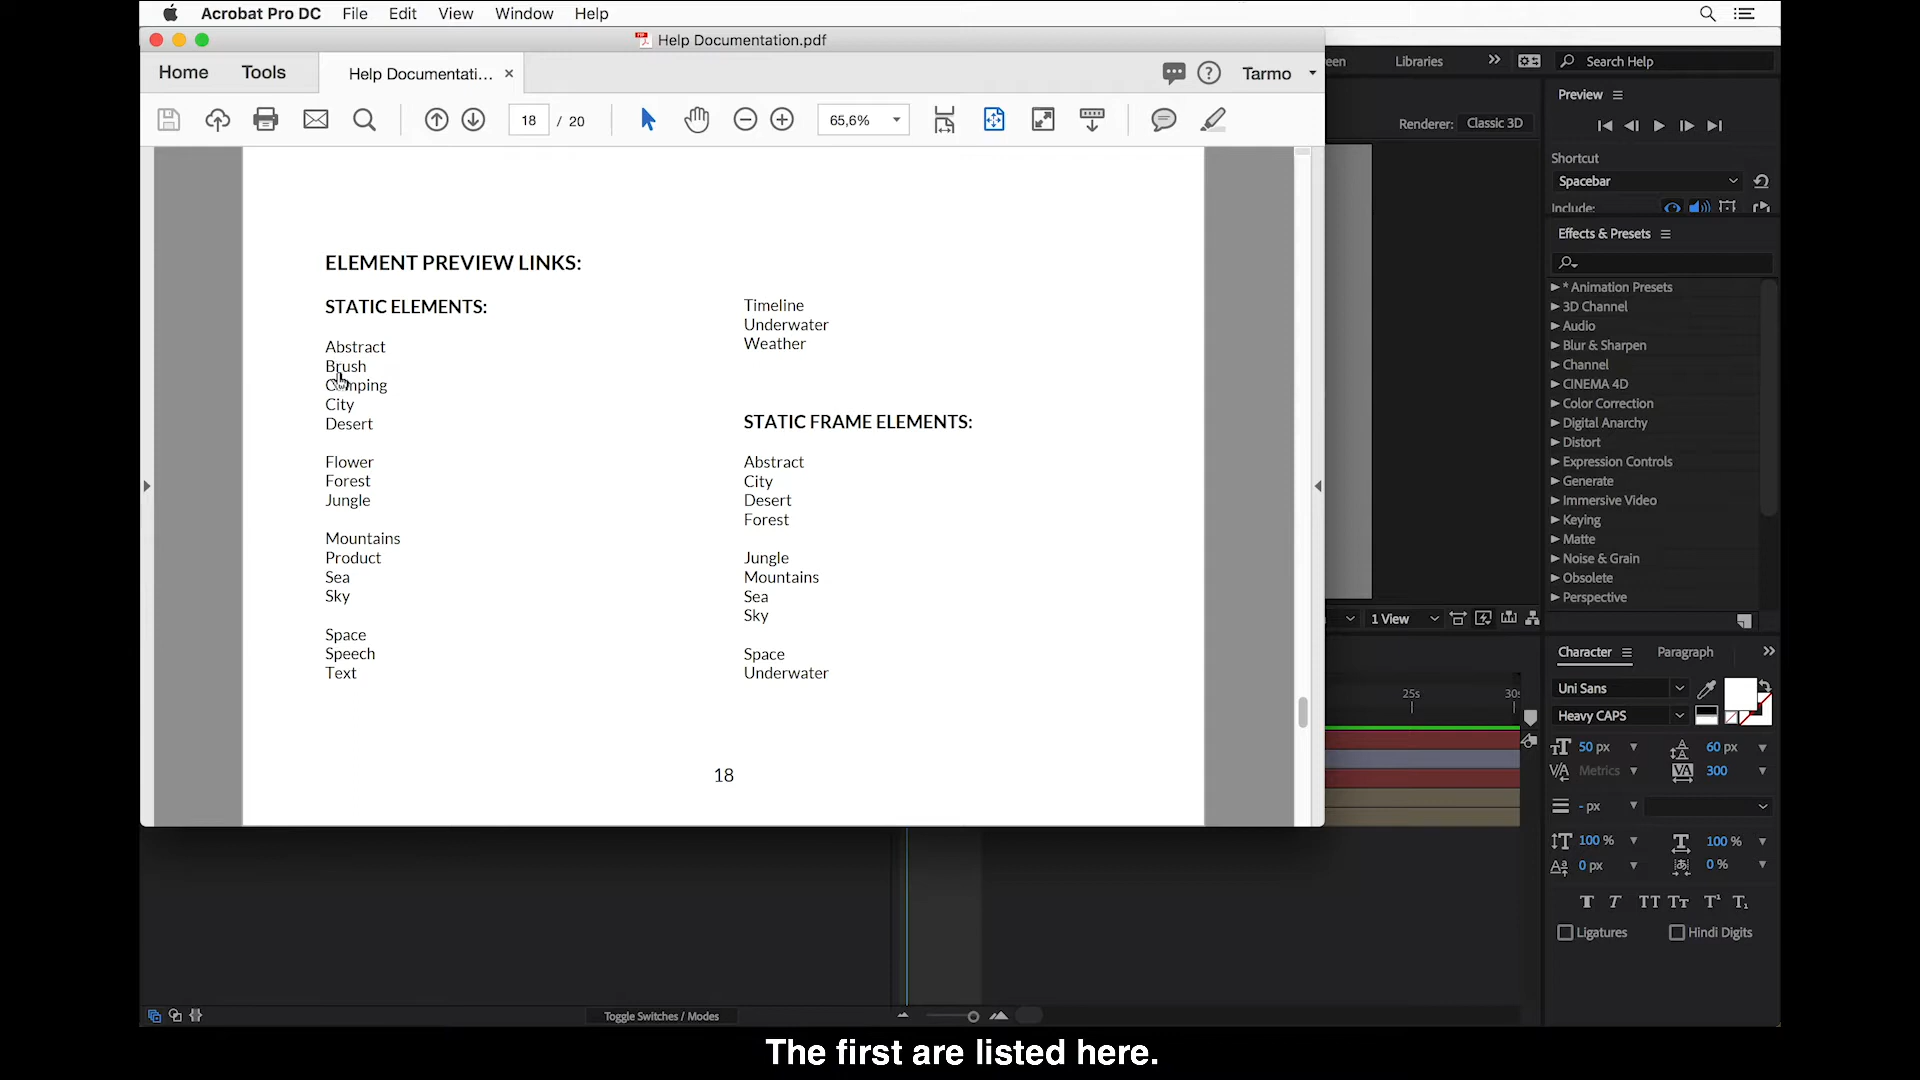 Acrobat Pro DC File Edit View Window Help
Help Documentation.pdf
Home Tools Help Documentati... × Tarmo
18 / 20 65,6%
ELEMENT PREVIEW LINKS:
STATIC ELEMENTS:
Abstract
Brush
Camping
City
Desert
Flower
Forest
Jungle
Mountains
Product
Sea
Sky
Space
Speech
Text
Timeline
Underwater
Weather
STATIC FRAME ELEMENTS:
Abstract
City
Desert
Forest
Jungle
Mountains
Sea
Sky
Space
Underwater
18
Libraries
Search Help
Renderer: Classic 3D
Preview
Shortcut
Spacebar
Include:
Effects & Presets
* Animation Presets
3D Channel
Audio
Blur & Sharpen
Channel
CINEMA 4D
Color Correction
Digital Anarchy
Distort
Expression Controls
Generate
Immersive Video
Keying
Matte
Noise & Grain
Obsolete
Perspective
1 View
25s
Character Paragraph
Uni Sans
Heavy CAPS
50 px 60 px
Metrics 300
- px
100 % 100 %
0 px 0 %
T T TT Tt T¹ T₁
Ligatures Hindi Digits
Toggle Switches / Modes
The first are listed here.